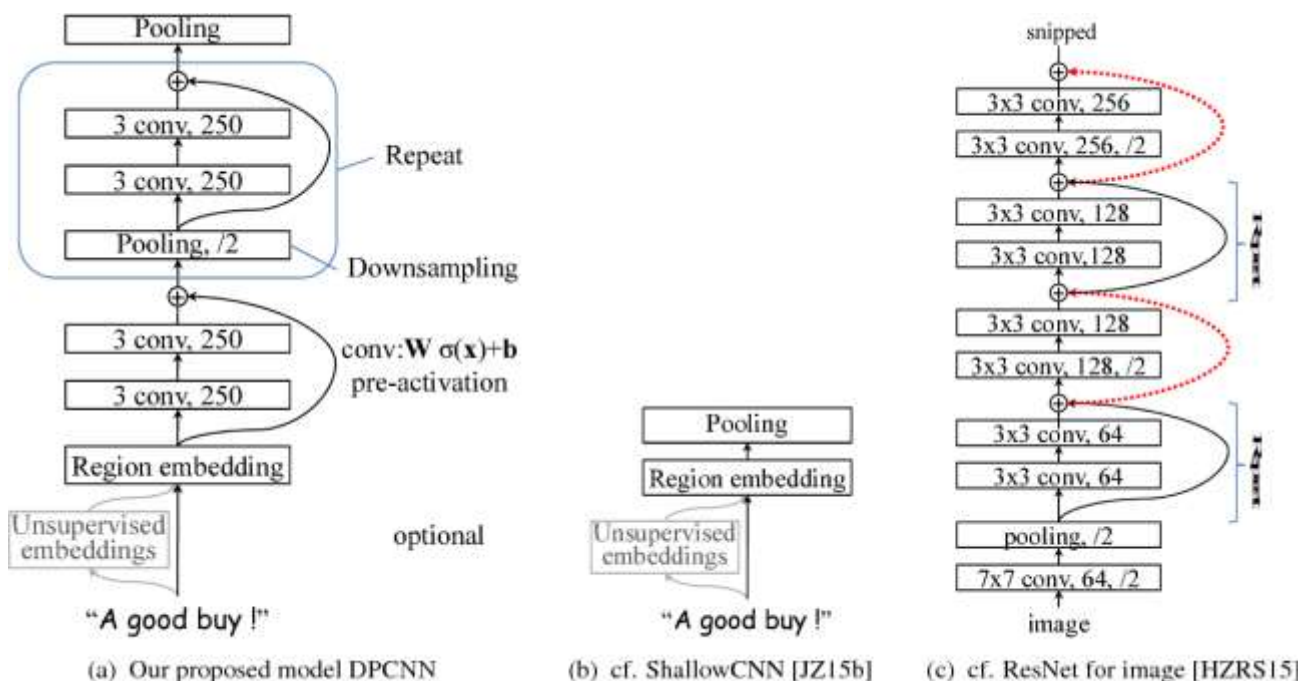 Pooling
3 conv, 250
3 conv, 250
Repeat
Pooling, /2
Downsampling
3 conv, 250
3 conv, 250
conv:W σ(x)+b
pre-activation
Region embedding
Unsupervised
embeddings
optional
“A good buy !”
(a) Our proposed model DPCNN
Pooling
Region embedding
Unsupervised
embeddings
“A good buy !”
(b) cf. ShallowCNN [JZ15b]
snipped
3x3 conv, 256
3x3 conv, 256, /2
3x3 conv, 128
3x3 conv,128
3x3 conv, 128
3x3 conv, 128, /2
3x3 conv, 64
3x3 conv, 64
pooling, /2
7x7 conv, 64, /2
image
(c) cf. ResNet for image [HZRS15]